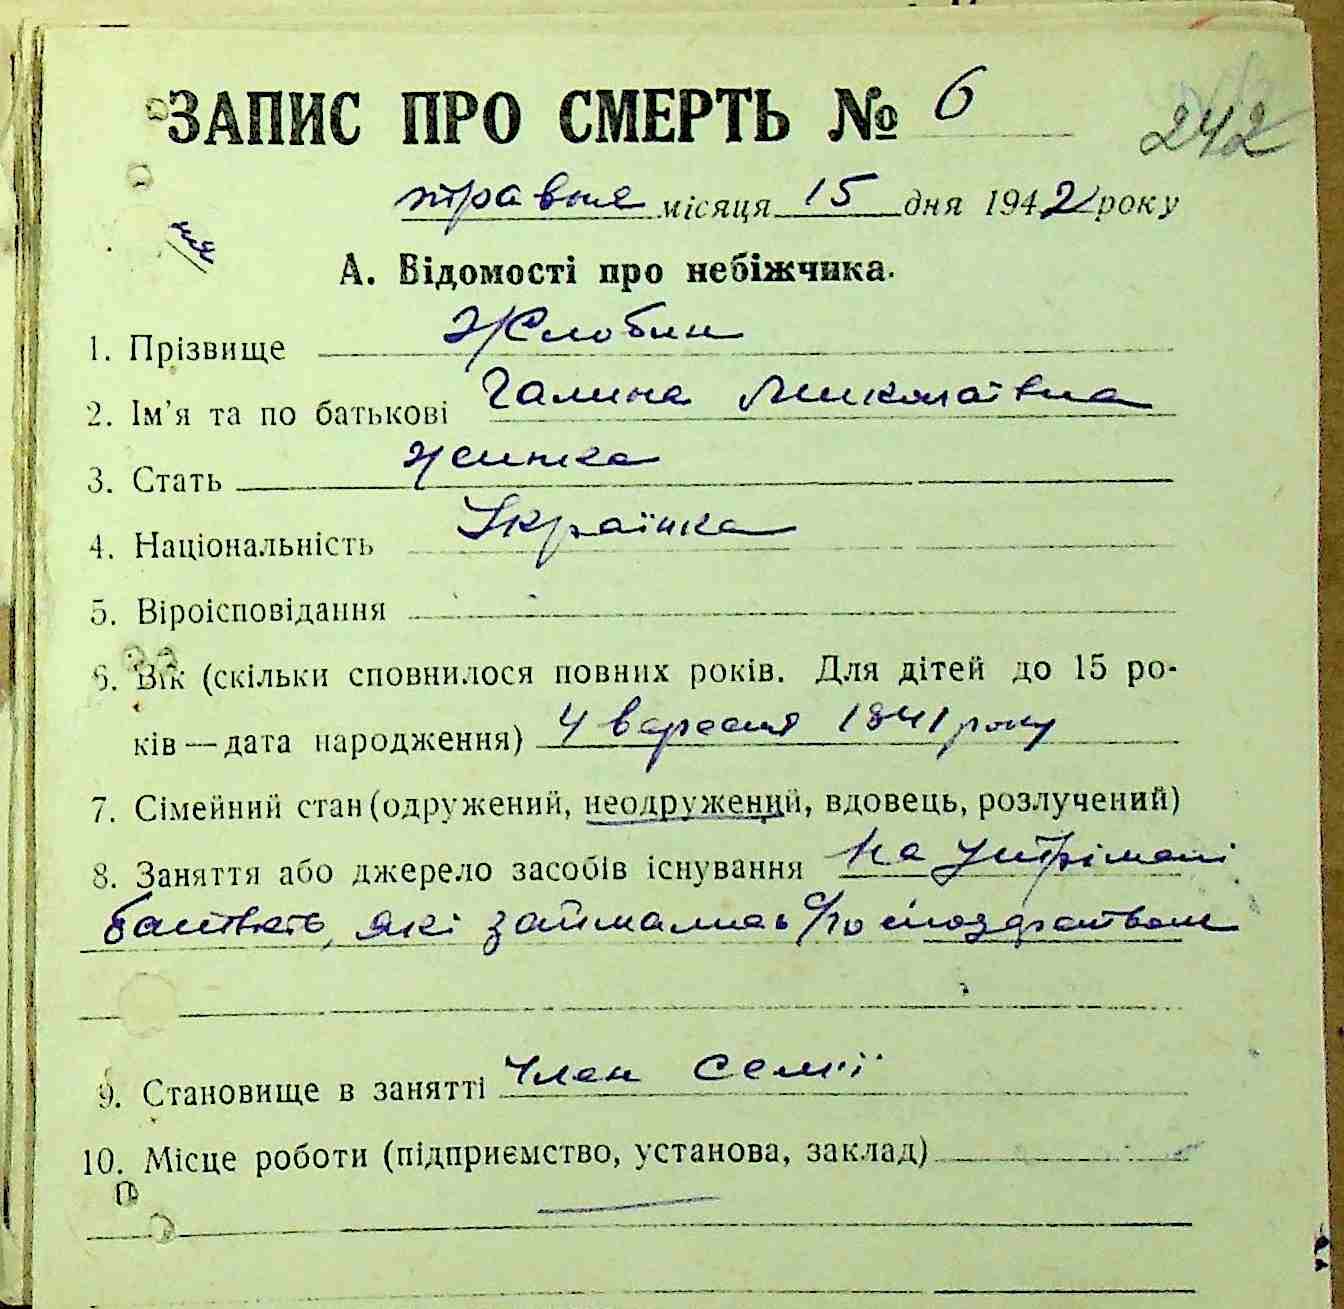 ЗАПИС ПРО СМЕРТЬ № 6
242
травня місяця 15 дня 1942 року
А. Відомості про небіжчика.
1. Прізвище Жлобин
2. Ім'я та по батькові Галина Миколаївна
3. Стать жинка
4. Національність Українка
5. Віроісповідання
6. Вік (скільки сповнилося повних років. Для дітей до 15 ро-
ків — дата народження) 4 вересня 1941 року
7. Сімейний стан (одружений, неодружений, вдовець, розлучений)
8. Заняття або джерело засобів існування на утрімані
батьків, які займались с/господарством
9. Становище в занятті Член семії
10. Місце роботи (підприємство, установа, заклад)